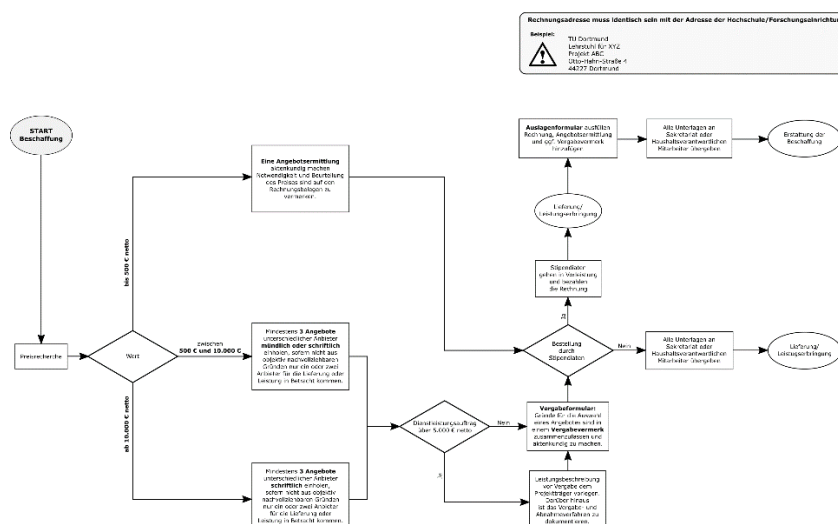 Rechnungsadresse muss identisch sein mit der Adresse der Hochschule/Forschungseinrichtu
Beispiel:
TU Dortmund
Lehrstuhl für XYZ
Projekt ABC
Otto-Hahn-Straße 4
44227 Dortmund
START
Beschaffung
Eine Angebotsermittlung
aktenkundig machen
Notwendigkeit und Beurteilung
des Preises sind auf den
Rechnungsbelegen zu
vermerken.
Auslagenformular ausfüllen
Rechnung, Angebotsermittlung
und ggf. Vergabevermerk
hinzufügen
Alle Unterlagen an
Sekretariat oder
Haushaltsverantwortlichen
Mitarbeiter übergeben.
Erstattung der
Beschaffung
Lieferung/
Leistungserbringung
Stipendiaten
gehen in Vorleistung
und bezahlen
die Rechnung
bis 500 € netto
Preisrecherche
Wert
zwischen
500 € und 10.000 €
Mindestens 3 Angebote
unterschiedlicher Anbieter
mündlich oder schriftlich
einholen, sofern nicht aus
objektiv nachvollziehbaren
Gründen nur ein oder zwei
Anbieter für die Lieferung oder
Leistung in Betracht kommen.
Ja
Bestellung
durch
Stipendiaten
Nein
Alle Unterlagen an
Sekretariat oder
Haushaltsverantwortlichen
Mitarbeiter übergeben.
Lieferung/
Leistugserbringung
ab 10.000 € netto
Dienstleistungsauftrag
über 5.000 € netto
Nein
Vergabeformular:
Gründe für die Auswahl
eines Angebotes sind in
einem Vergabevermerk
zusammenzufassen und
aktenkundig zu machen.
Ja
Mindestens 3 Angebote
unterschiedlicher Anbieter
schriftlich einholen,
sofern nicht aus objektiv
nachvollziehbaren Gründen
nur ein oder zwei Anbieter
für die Lieferung oder
Leistung in Betracht kommen.
Leistungsbeschreibung
vor Vergabe dem
Projektträger vorlegen.
Darüber hinaus
ist das Vergabe- und
Abnahmeverfahren zu
dokumentieren.